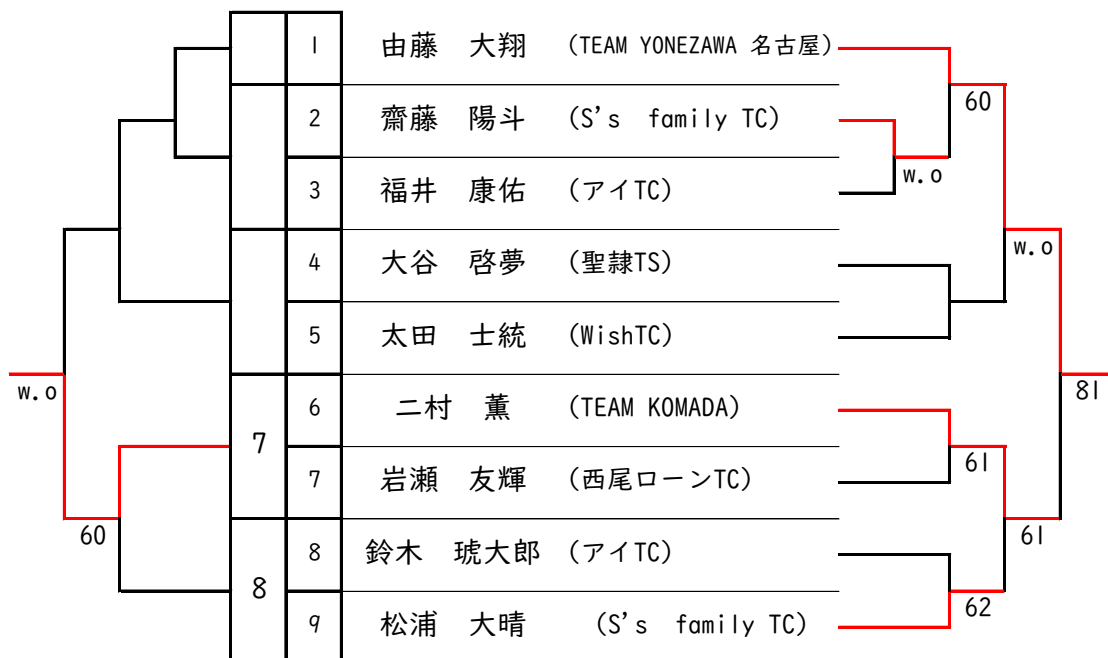 1 由藤 大翔 (TEAM YONEZAWA 名古屋)
60
2 齋藤 陽斗 (S's family TC)
w.o
3 福井 康佑 (アイTC)
4 大谷 啓夢 (聖隷TS)
w.o
5 太田 士統 (WishTC)
w.o
81
6 二村 薫 (TEAM KOMADA)
7
61
7 岩瀬 友輝 (西尾ローンTC)
60
61
8 鈴木 琥大郎 (アイTC)
8
62
9 松浦 大晴 (S's family TC)